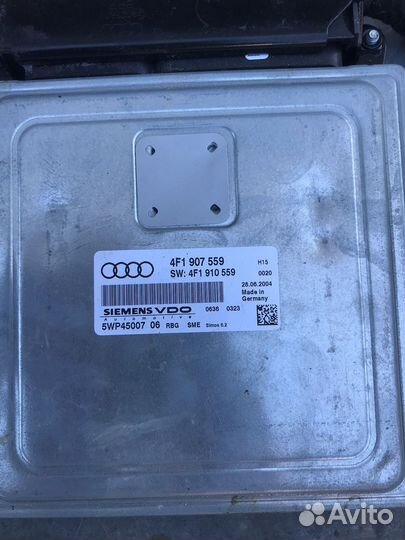 4F1 907 559 H15
SW: 4F1 910 559 0020
28.06.2004
Made in
Germany
SIEMENS VDO 0636 0323
Automotive
5WP45007 06 RBG SME Simos 6.2
Avito